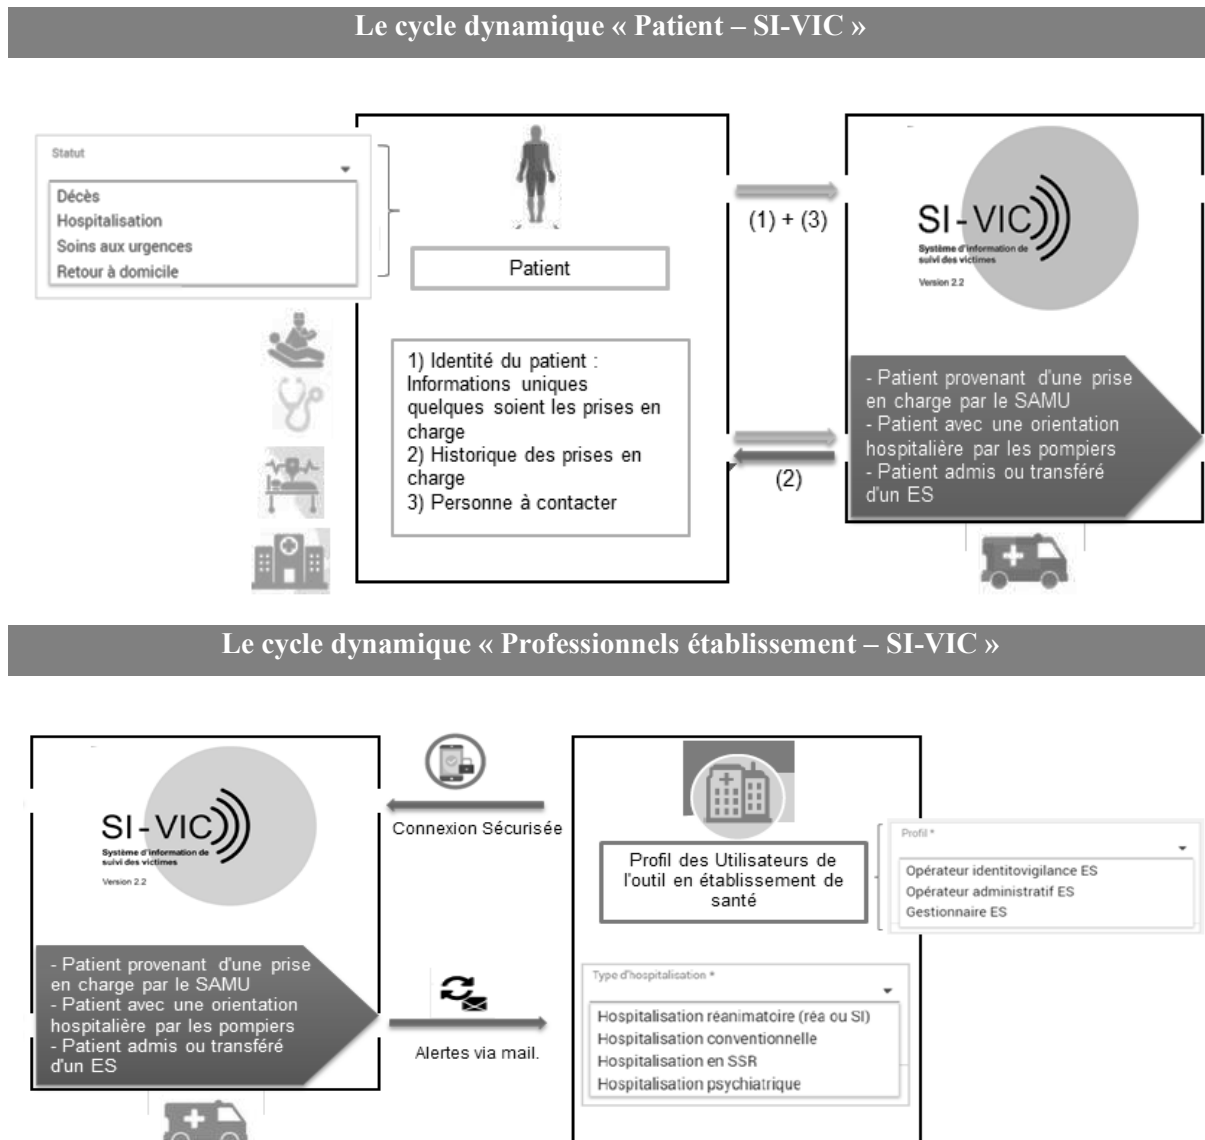 Le cycle dynamique « Patient – SI-VIC »
Statut
Décès
Hospitalisation
Soins aux urgences
Retour à domicile
Patient
1) Identité du patient :
Informations uniques
quelques soient les prises en
charge
2) Historique des prises en
charge
3) Personne à contacter
(1) + (3)
(2)
SI-VIC
Système d'information de
suivi des victimes
Version 2.2
- Patient provenant d'une prise
en charge par le SAMU
- Patient avec une orientation
hospitalière par les pompiers
- Patient admis ou transféré
d'un ES
Le cycle dynamique « Professionnels établissement – SI-VIC »
SI-VIC
Système d'information de
suivi des victimes
Version 2.2
- Patient provenant d'une prise
en charge par le SAMU
- Patient avec une orientation
hospitalière par les pompiers
- Patient admis ou transféré
d'un ES
Connexion Sécurisée
Alertes via mail.
Profil des Utilisateurs de
l'outil en établissement de
santé
Profil *
Opérateur identitovigilance ES
Opérateur administratif ES
Gestionnaire ES
Type d'hospitalisation *
Hospitalisation réanimatoire (réa ou SI)
Hospitalisation conventionnelle
Hospitalisation en SSR
Hospitalisation psychiatrique